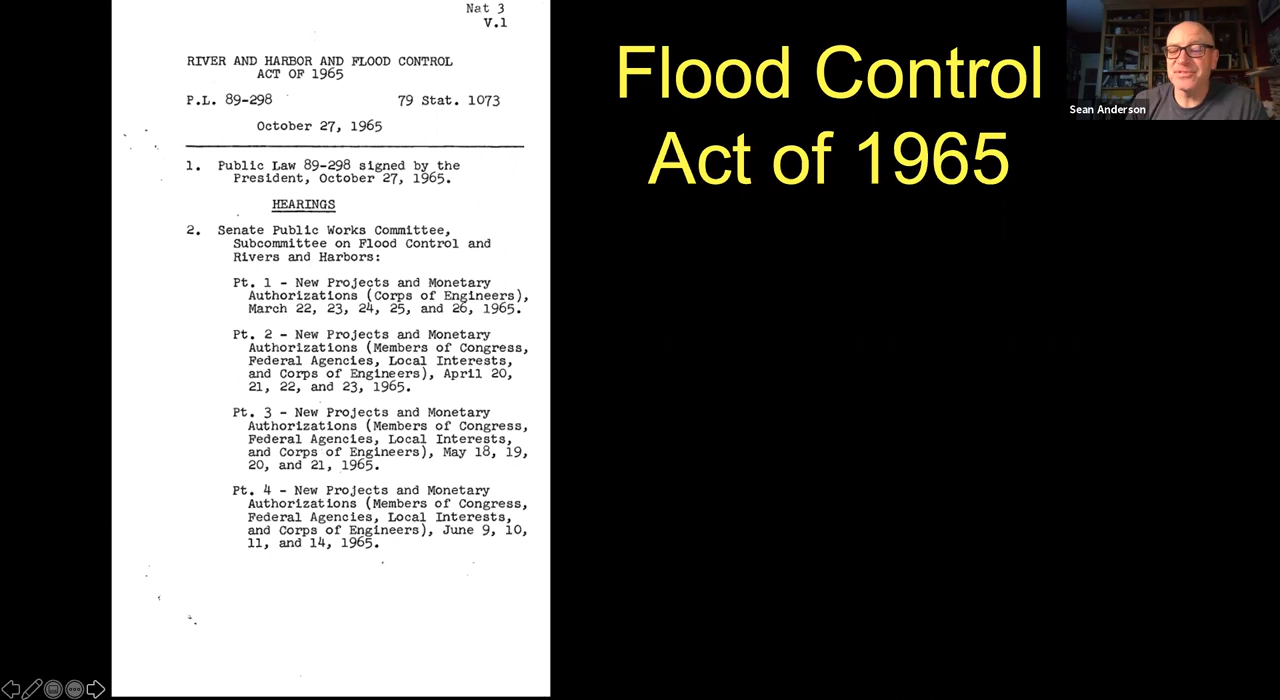 Nat 3
V.1
RIVER AND HARBOR AND FLOOD CONTROL
ACT OF 1965
P.L. 89-298 79 Stat. 1073
October 27, 1965
1. Public Law 89-298 signed by the
President, October 27, 1965.
HEARINGS
2. Senate Public Works Committee,
Subcommittee on Flood Control and
Rivers and Harbors:
Pt. 1 - New Projects and Monetary
Authorizations (Corps of Engineers),
March 22, 23, 24, 25, and 26, 1965.
Pt. 2 - New Projects and Monetary
Authorizations (Members of Congress,
Federal Agencies, Local Interests,
and Corps of Engineers), April 20,
21, 22, and 23, 1965.
Pt. 3 - New Projects and Monetary
Authorizations (Members of Congress,
Federal Agencies, Local Interests,
and Corps of Engineers), May 18, 19,
20, and 21, 1965.
Pt. 4 - New Projects and Monetary
Authorizations (Members of Congress,
Federal Agencies, Local Interests,
and Corps of Engineers), June 9, 10,
11, and 14, 1965.
Flood Control
Act of 1965
Sean Anderson